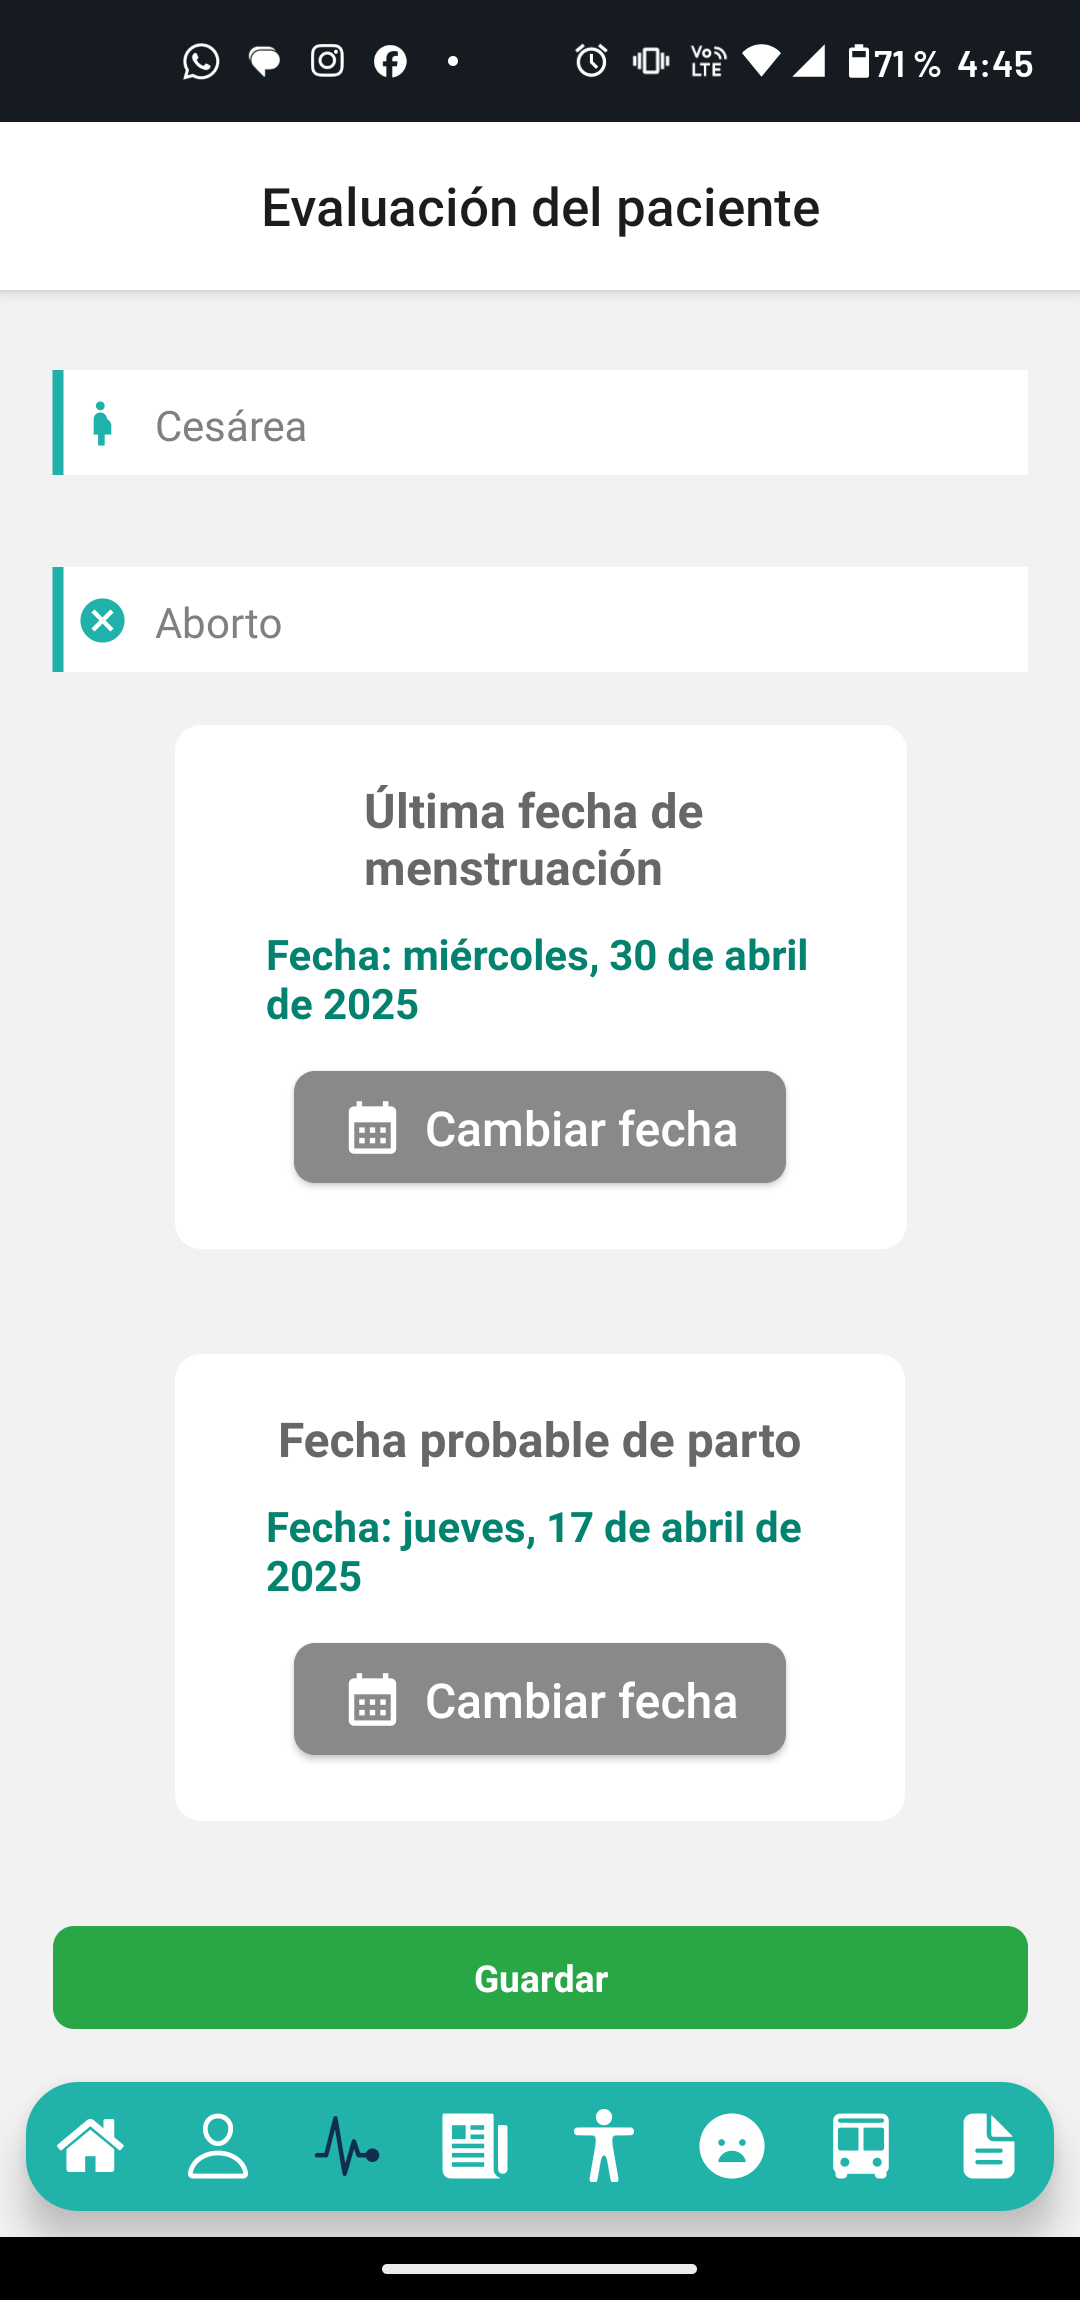 VoLTE 71 % 4:45
Evaluación del paciente
Cesárea
Aborto
Última fecha de
menstruación
Fecha: miércoles, 30 de abril
de 2025
Cambiar fecha
Fecha probable de parto
Fecha: jueves, 17 de abril de
2025
Cambiar fecha
Guardar